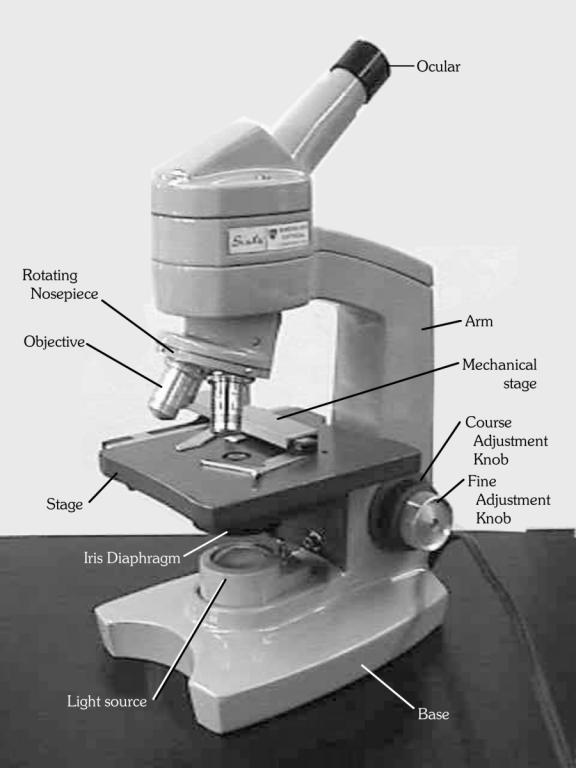 Ocular
Rotating
Nosepiece
Objective
Arm
Mechanical
stage
Course
Adjustment
Knob
Fine
Adjustment
Knob
Stage
Iris Diaphragm
Light source
Base